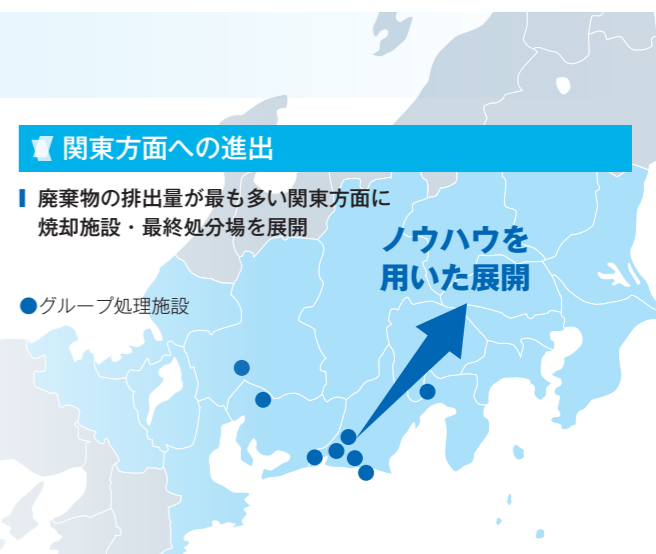 関東方面への進出
廃棄物の排出量が最も多い関東方面に
焼却施設・最終処分場を展開
ノウハウを
用いた展開
●グループ処理施設